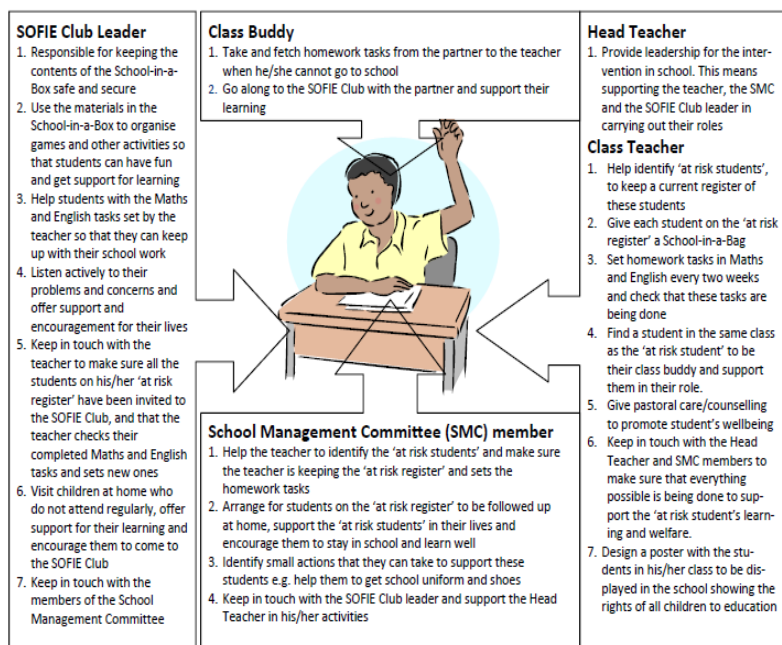 SOFIE Club Leader
1. Responsible for keeping the
contents of the School-in-a-
Box safe and secure
2. Use the materials in the
School-in-a-Box to organise
games and other activities so
that students can have fun
and get support for learning
3. Help students with the Maths
and English tasks set by the
teacher so that they can keep
up with their school work
4. Listen actively to their
problems and concerns and
offer support and
encouragement for their lives
5. Keep in touch with the
teacher to make sure all the
students on his/her 'at risk
register' have been invited to
the SOFIE Club, and that the
teacher checks their
completed Maths and English
tasks and sets new ones
6. Visit children at home who
do not attend regularly, offer
support for their learning and
encourage them to come to
the SOFIE Club
7. Keep in touch with the
members of the School
Management Committee
Class Buddy
1. Take and fetch homework tasks from the partner to the teacher
when he/she cannot go to school
2. Go along to the SOFIE Club with the partner and support their
learning
School Management Committee (SMC) member
1. Help the teacher to identify the 'at risk students' and make sure
the teacher is keeping the 'at risk register' and sets the
homework tasks
2. Arrange for students on the 'at risk register' to be followed up
at home, support the 'at risk students' in their lives and
encourage them to stay in school and learn well
3. Identify small actions that they can take to support these
students e.g. help them to get school uniform and shoes
4. Keep in touch with the SOFIE Club leader and support the Head
Teacher in his/her activities
Head Teacher
1. Provide leadership for the inter-
vention in school. This means
supporting the teacher, the SMC
and the SOFIE Club leader in
carrying out their roles
Class Teacher
1. Help identify 'at risk students',
to keep a current register of
these students
2. Give each student on the 'at risk
register' a School-in-a-Bag
3. Set homework tasks in Maths
and English every two weeks
and check that these tasks are
being done
4. Find a student in the same class
as the 'at risk student' to be
their class buddy and support
them in their role.
5. Give pastoral care/counselling
to promote student's wellbeing
6. Keep in touch with the Head
Teacher and SMC members to
make sure that everything
possible is being done to sup-
port the 'at risk student's learn-
ing and welfare.
7. Design a poster with the stu-
dents in his/her class to be dis-
played in the school showing the
rights of all children to education